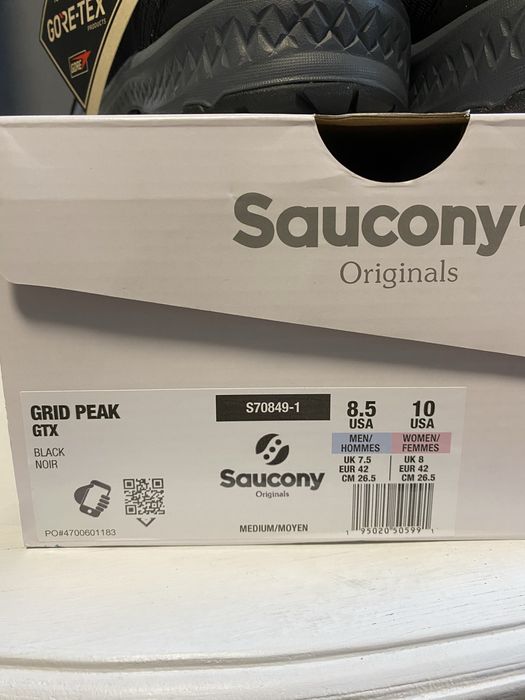 GORE-TEX
PRODUCTS
GORE
Saucony
Originals
GRID PEAK
GTX
BLACK
NOIR
PO#4700601183
S70849-1
Saucony
Originals
MEDIUM/MOYEN
8.5
USA
MEN/
HOMMES
UK 7.5
EUR 42
CM 26.5
10
USA
WOMEN/
FEMMES
UK 8
EUR 42
CM 26.5
1 95020 50599 1